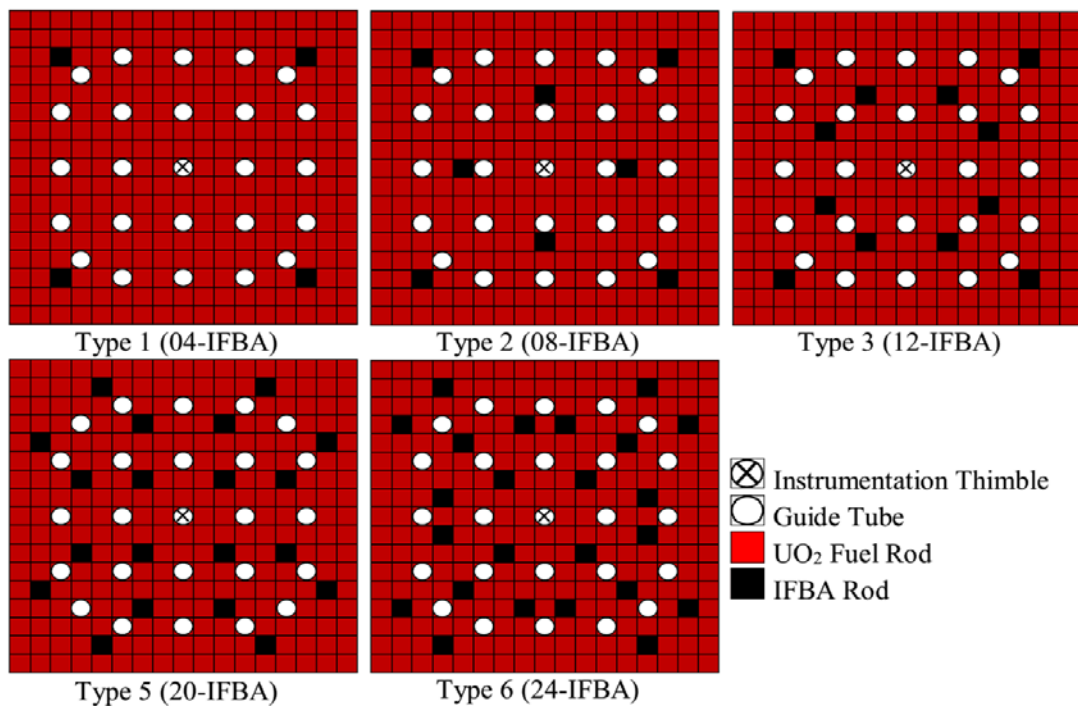 Type 1 (04-IFBA)
Type 2 (08-IFBA)
Type 3 (12-IFBA)
Type 5 (20-IFBA)
Type 6 (24-IFBA)
Instrumentation Thimble
Guide Tube
UO₂ Fuel Rod
IFBA Rod